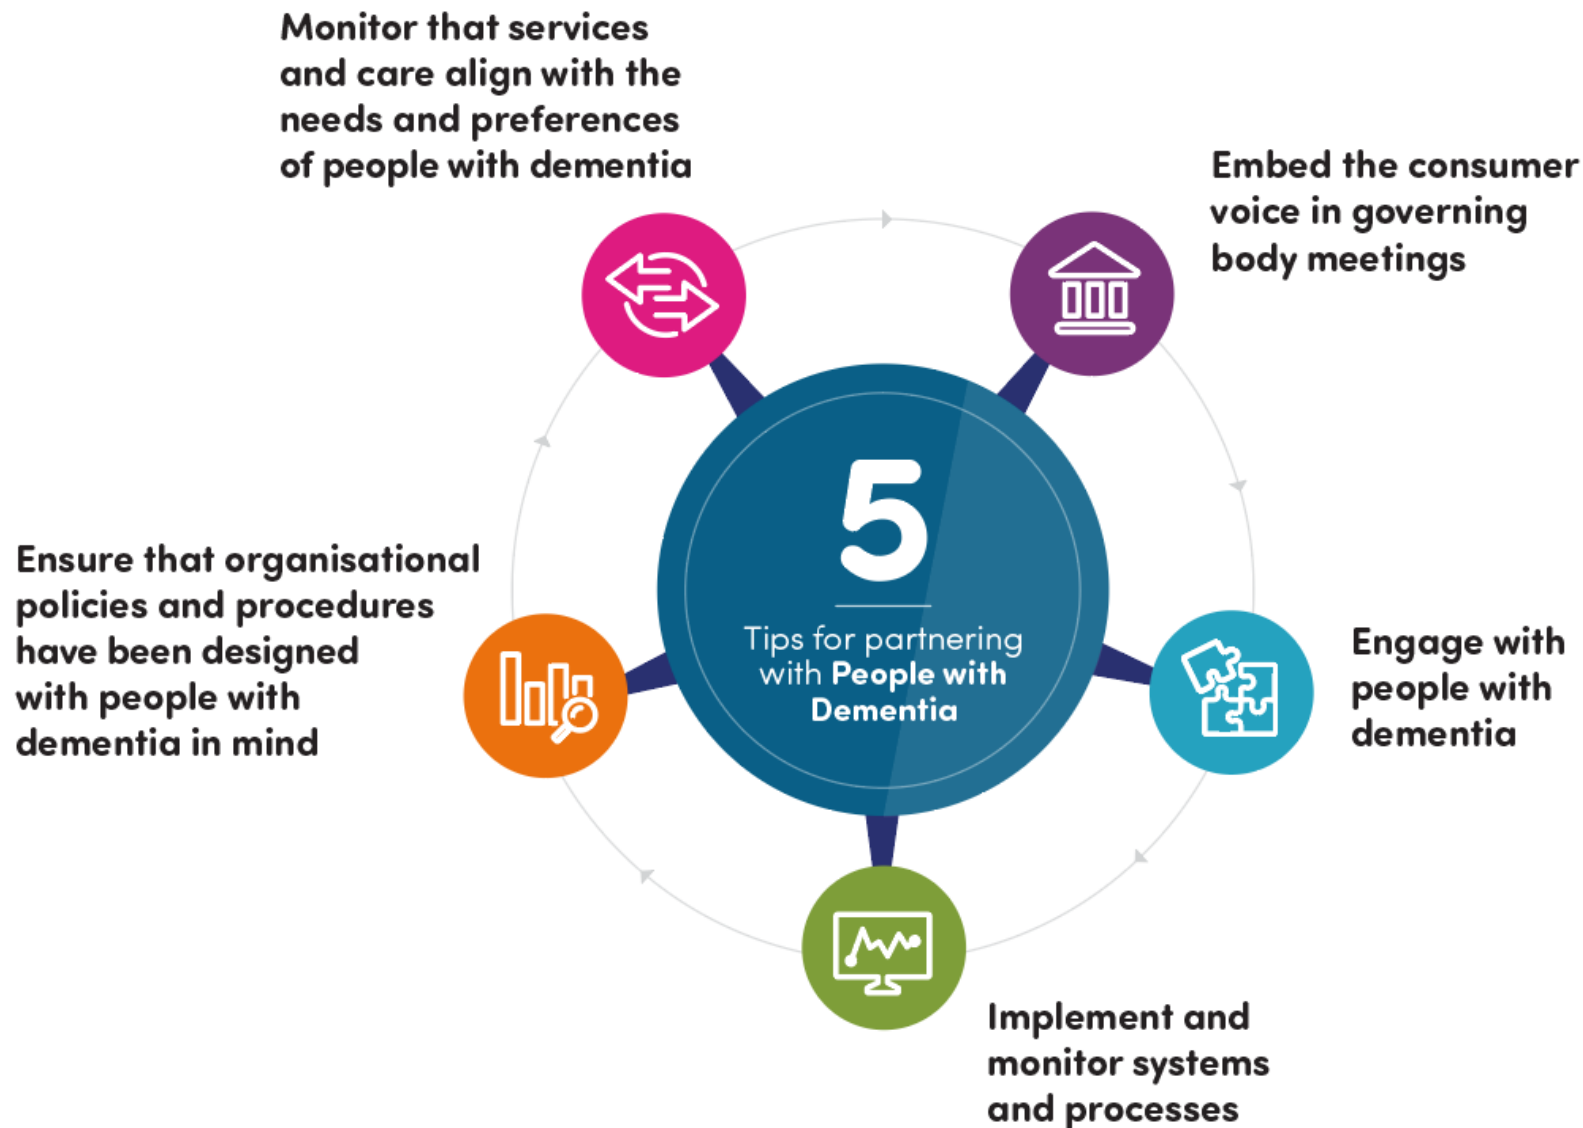 Monitor that services
and care align with the
needs and preferences
of people with dementia
Embed the consumer
voice in governing
body meetings
5
Tips for partnering
with People with
Dementia
Ensure that organisational
policies and procedures
have been designed
with people with
dementia in mind
Engage with
people with
dementia
Implement and
monitor systems
and processes